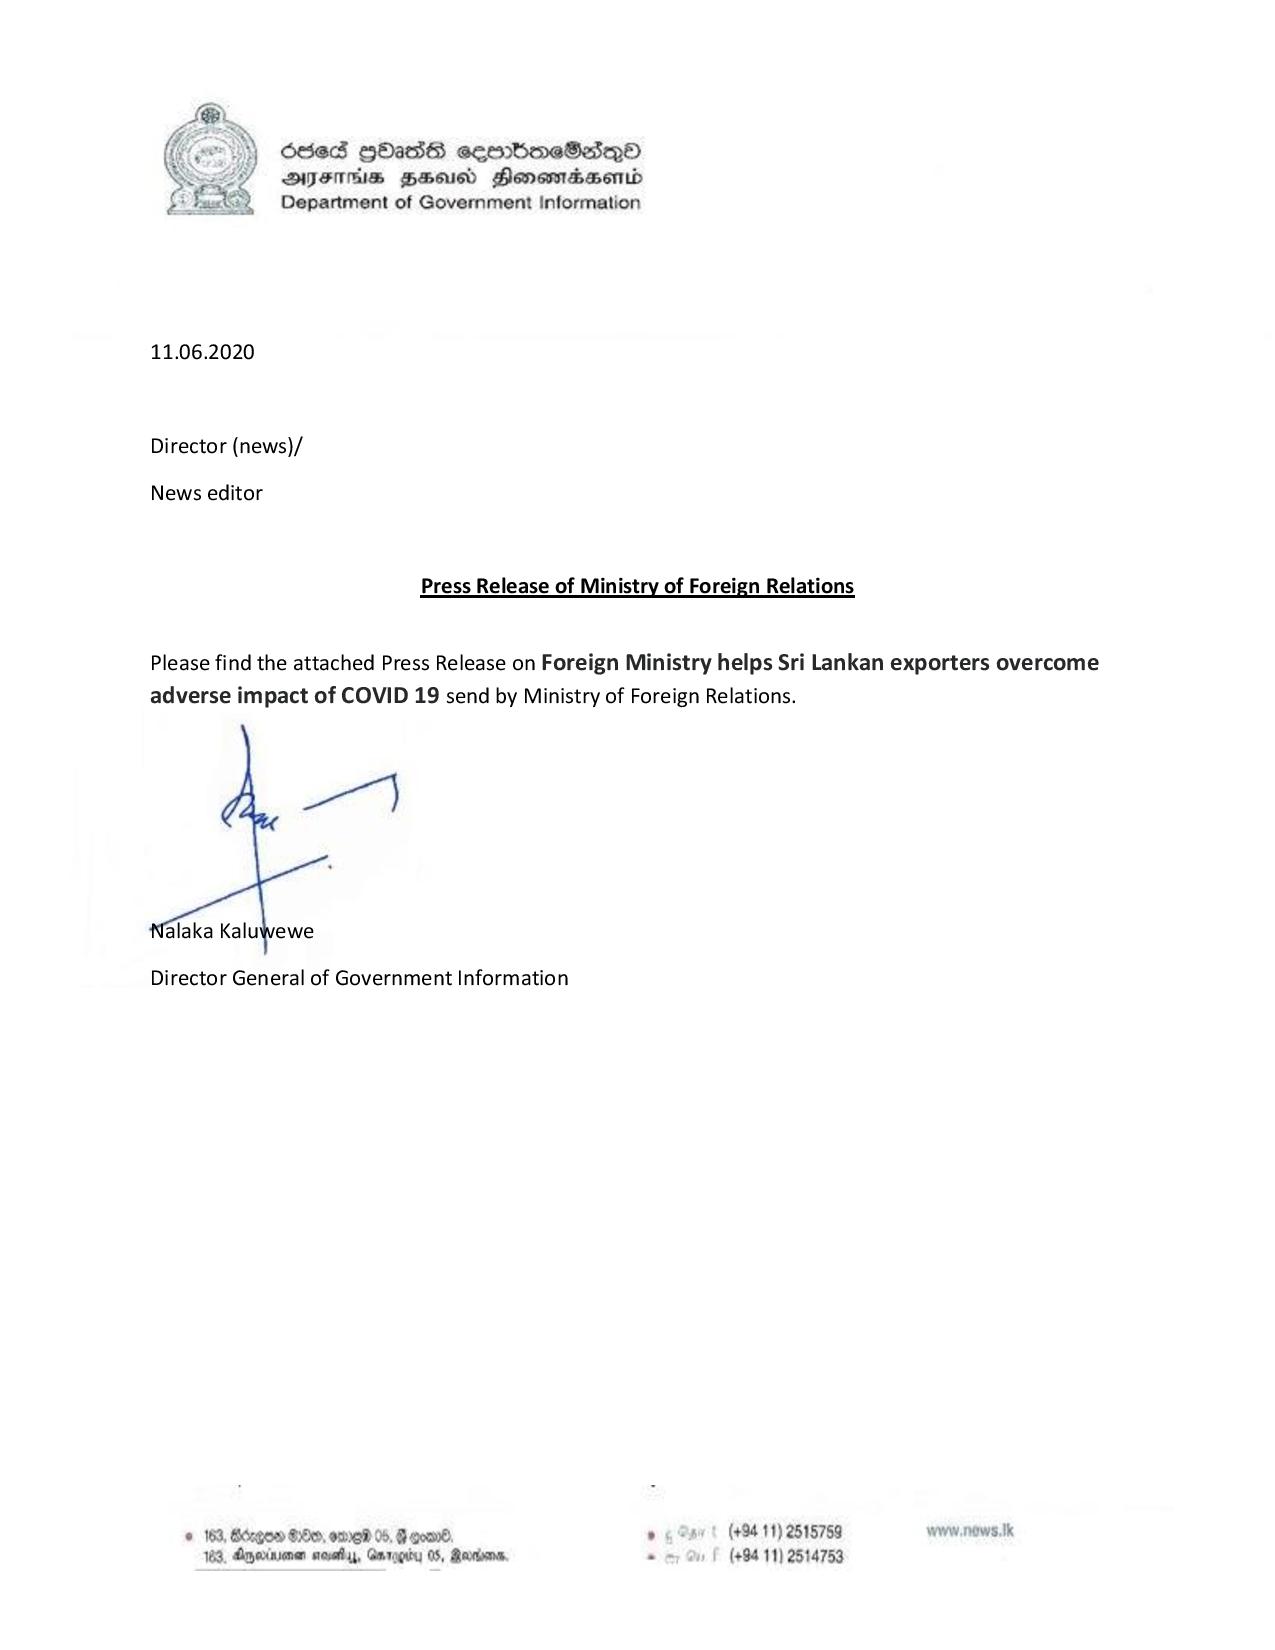 රජයේ ප්‍රවෘත්ති දෙපාර්තමේන්තුව
அரசாங்க தகவல் திணைக்களம்
Department of Government Information
11.06.2020
Director (news)/
News editor
Press Release of Ministry of Foreign Relations
Please find the attached Press Release on Foreign Ministry helps Sri Lankan exporters overcome
adverse impact of COVID 19 send by Ministry of Foreign Relations.
Nalaka Kaluwewe
Director General of Government Information
163, කිරුලපන මාවත, කොළඹ 05, ශ්‍රී ලංකාව.
163, கிருலப்பனை எவனியூ, கொழும்பு 05, இலங்கை.
(+94 11) 2515759
(+94 11) 2514753
www.news.lk